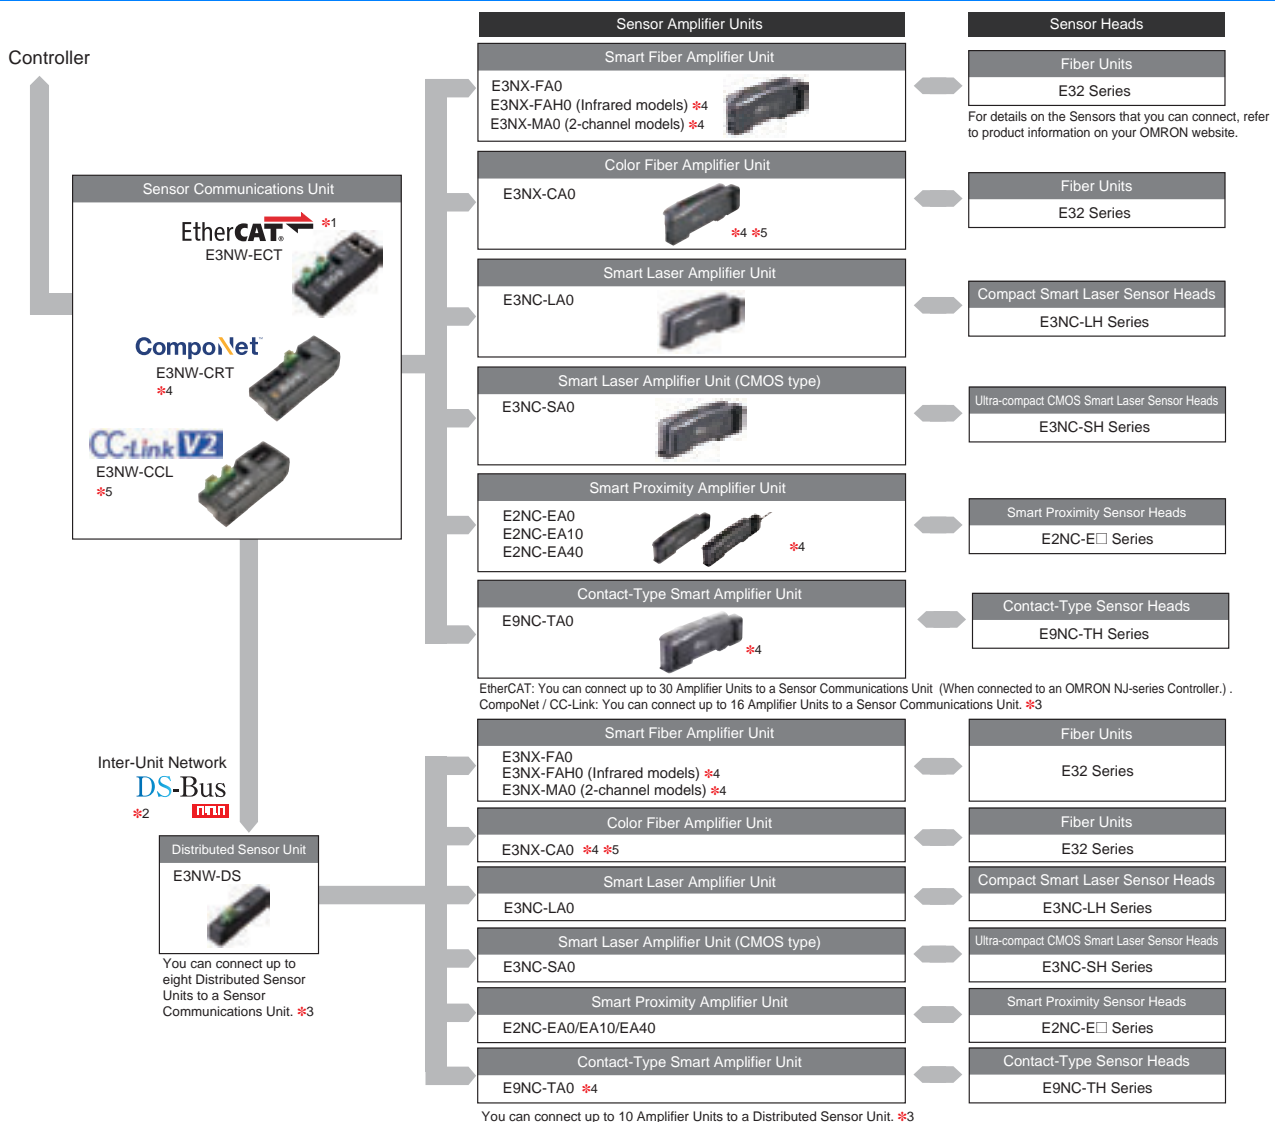 Sensor Amplifier Units
Sensor Heads
Controller
Sensor Communications Unit
EtherCAT® *1
E3NW-ECT
CompoNet™
E3NW-CRT
*4
CC-Link V2
E3NW-CCL
*5
Smart Fiber Amplifier Unit
E3NX-FA0
E3NX-FAH0 (Infrared models) *4
E3NX-MA0 (2-channel models) *4
Fiber Units
E32 Series
For details on the Sensors that you can connect, refer
to product information on your OMRON website.
Color Fiber Amplifier Unit
E3NX-CA0
*4 *5
Fiber Units
E32 Series
Smart Laser Amplifier Unit
E3NC-LA0
Compact Smart Laser Sensor Heads
E3NC-LH Series
Smart Laser Amplifier Unit (CMOS type)
E3NC-SA0
Ultra-compact CMOS Smart Laser Sensor Heads
E3NC-SH Series
Smart Proximity Amplifier Unit
E2NC-EA0
E2NC-EA10
E2NC-EA40
*4
Smart Proximity Sensor Heads
E2NC-E□ Series
Contact-Type Smart Amplifier Unit
E9NC-TA0
*4
Contact-Type Sensor Heads
E9NC-TH Series
EtherCAT: You can connect up to 30 Amplifier Units to a Sensor Communications Unit (When connected to an OMRON NJ-series Controller.) .
CompoNet / CC-Link: You can connect up to 16 Amplifier Units to a Sensor Communications Unit. *3
Inter-Unit Network
DS-Bus
*2
Distributed Sensor Unit
E3NW-DS
You can connect up to
eight Distributed Sensor
Units to a Sensor
Communications Unit. *3
Smart Fiber Amplifier Unit
E3NX-FA0
E3NX-FAH0 (Infrared models) *4
E3NX-MA0 (2-channel models) *4
Fiber Units
E32 Series
Color Fiber Amplifier Unit
E3NX-CA0 *4 *5
Fiber Units
E32 Series
Smart Laser Amplifier Unit
E3NC-LA0
Compact Smart Laser Sensor Heads
E3NC-LH Series
Smart Laser Amplifier Unit (CMOS type)
E3NC-SA0
Ultra-compact CMOS Smart Laser Sensor Heads
E3NC-SH Series
Smart Proximity Amplifier Unit
E2NC-EA0/EA10/EA40
Smart Proximity Sensor Heads
E2NC-E□ Series
Contact-Type Smart Amplifier Unit
E9NC-TA0 *4
Contact-Type Sensor Heads
E9NC-TH Series
You can connect up to 10 Amplifier Units to a Distributed Sensor Unit. *3